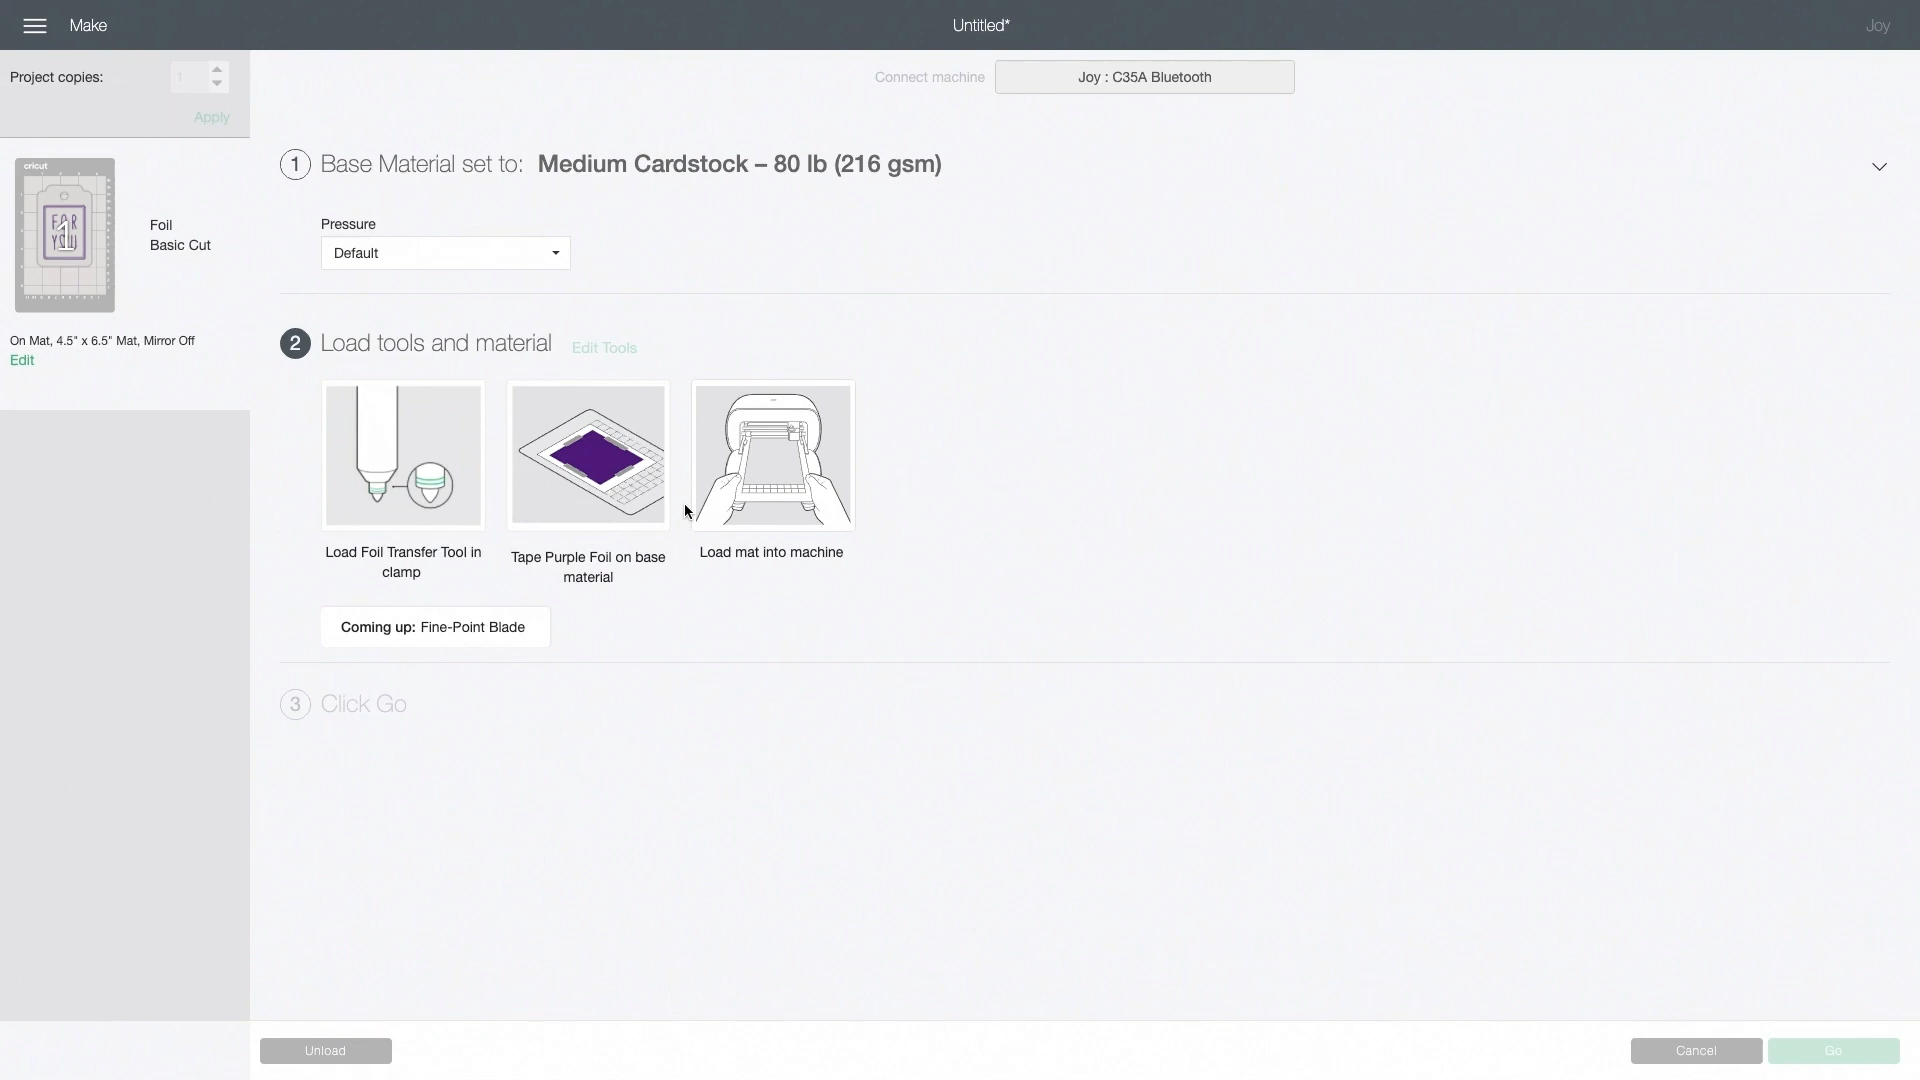 Make
Untitled*
Joy
Project copies:
1
Apply
Connect machine
Joy : C35A Bluetooth
1 Base Material set to: Medium Cardstock – 80 lb (216 gsm)
Pressure
Default
cricut
FOR
YOU
1
Foil
Basic Cut
On Mat, 4.5" x 6.5" Mat, Mirror Off
Edit
2 Load tools and material
Edit Tools
Load Foil Transfer Tool in
clamp
Tape Purple Foil on base
material
Load mat into machine
Coming up: Fine-Point Blade
3 Click Go
Unload
Cancel
Go